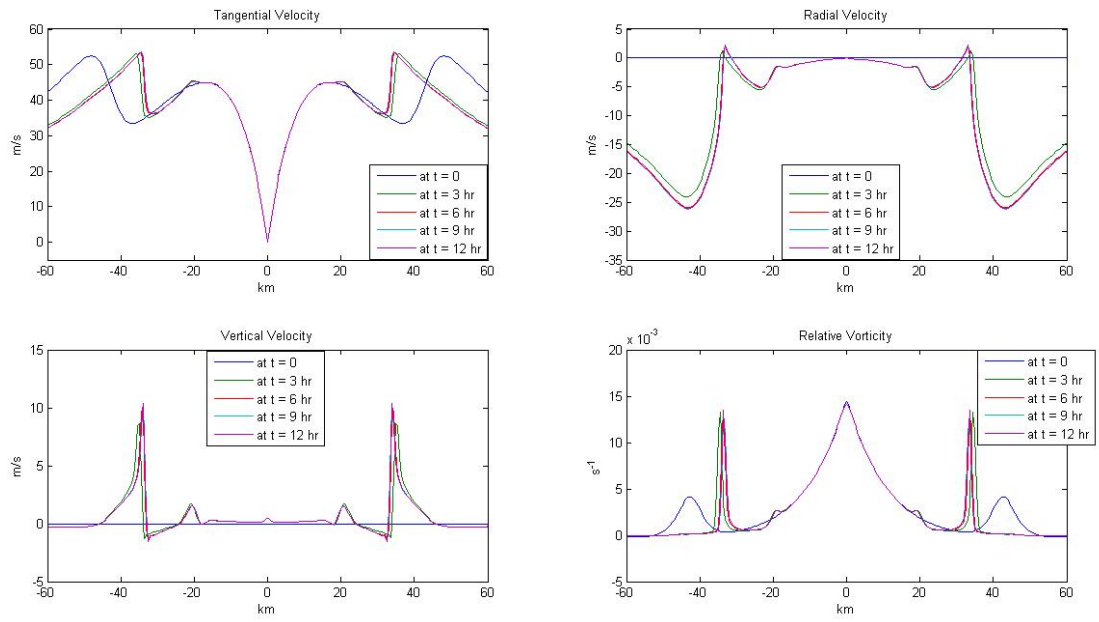 Tangential Velocity
60
50
40
30
20
10
0
m/s
-60 -40 -20 0 20 40 60
km
at t = 0
at t = 3 hr
at t = 6 hr
at t = 9 hr
at t = 12 hr
Radial Velocity
5
0
-5
-10
-15
-20
-25
-30
-35
m/s
-60 -40 -20 0 20 40 60
km
at t = 0
at t = 3 hr
at t = 6 hr
at t = 9 hr
at t = 12 hr
Vertical Velocity
15
10
5
0
-5
m/s
-60 -40 -20 0 20 40 60
km
at t = 0
at t = 3 hr
at t = 6 hr
at t = 9 hr
at t = 12 hr
Relative Vorticity
x 10⁻³
20
15
10
5
0
-5
s⁻¹
-60 -40 -20 0 20 40 60
km
at t = 0
at t = 3 hr
at t = 6 hr
at t = 9 hr
at t = 12 hr